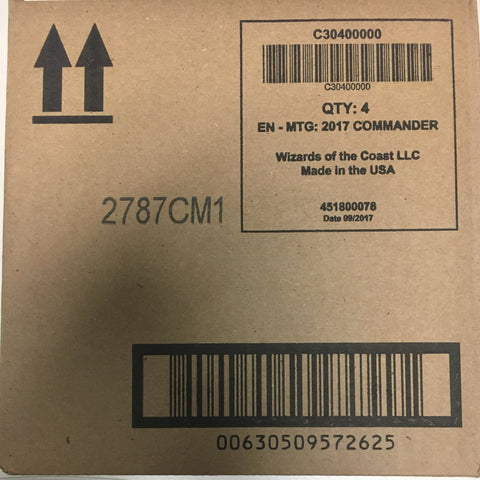 C30400000
C30400000
QTY: 4
EN - MTG: 2017 COMMANDER
Wizards of the Coast LLC
Made in the USA
451800078
Date 09/2017
2787CM1
00630509572625